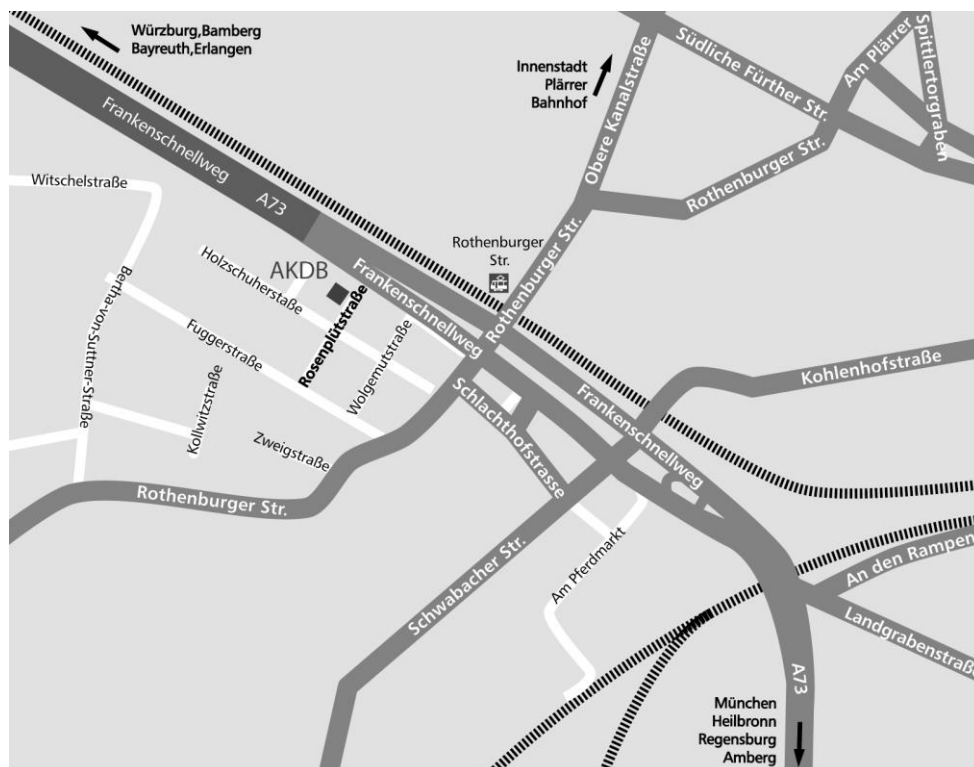 Würzburg,Bamberg
Bayreuth,Erlangen
Innenstadt
Plärrer
Bahnhof
Obere Kanalstraße
Südliche Fürther Str.
Am Plärrer
Spittlertorgraben
Rothenburger Str.
Frankenschnellweg
A73
Witschelstraße
Bertha-von-Suttner-Straße
Holzschuherstaße
AKDB
Rosenplütstraße
Frankenschnellweg
Rothenburger
Str.
Rothenburger Str.
Fuggerstraße
Wolgemutstraße
Kollwitzstraße
Zweigstraße
Schlachthofstrasse
Frankenschnellweg
Kohlenhofstraße
Rothenburger Str.
Schwabacher Str.
Am Pferdmarkt
An den Rampen
Landgrabenstraße
A73
München
Heilbronn
Regensburg
Amberg